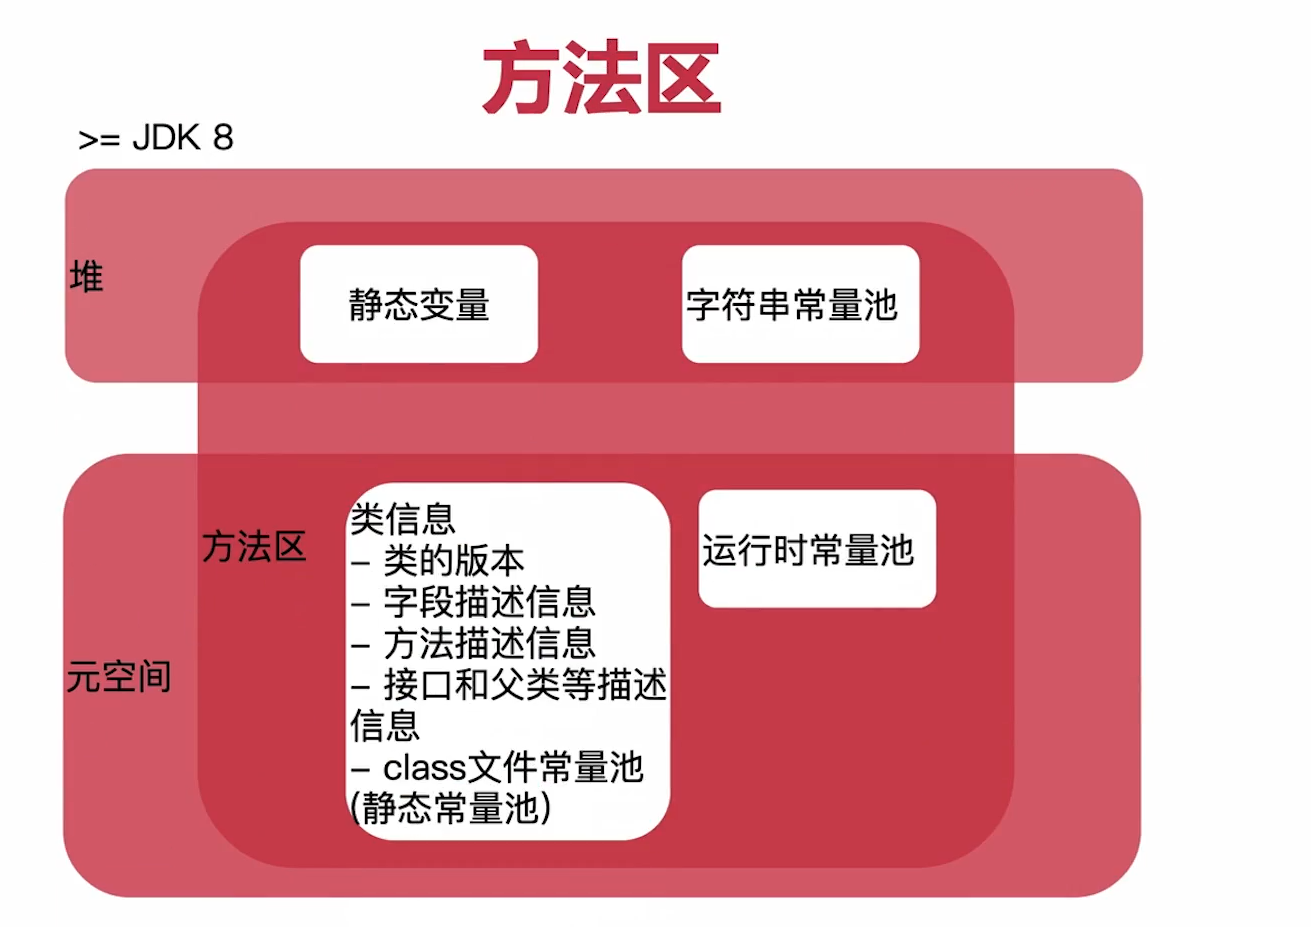 方法区
>= JDK 8
堆
静态变量
字符串常量池
方法区
元空间
类信息
– 类的版本
– 字段描述信息
– 方法描述信息
– 接口和父类等描述
信息
– class文件常量池
(静态常量池)
运行时常量池